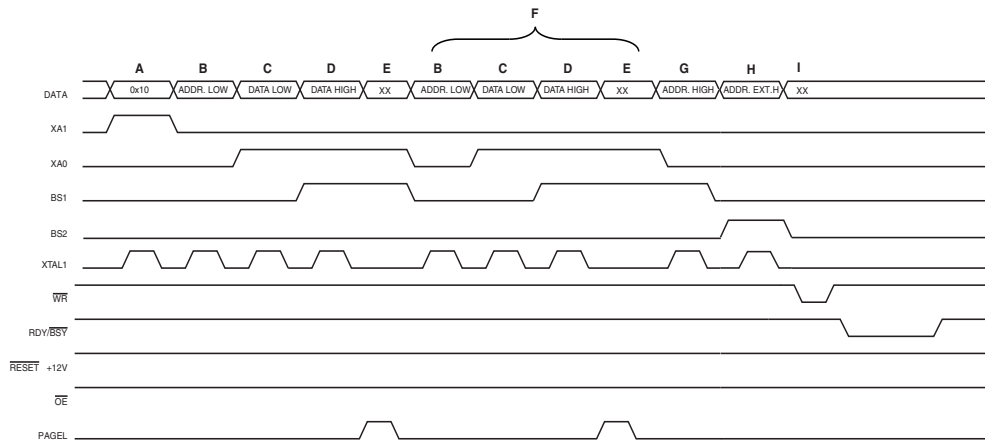 F
A B C D E B C D E G H I
DATA 0x10 ADDR. LOW DATA LOW DATA HIGH XX ADDR. LOW DATA LOW DATA HIGH XX ADDR. HIGH ADDR. EXT.H XX
XA1
XA0
BS1
BS2
XTAL1
WR
RDY/BSY
RESET +12V
OE
PAGEL